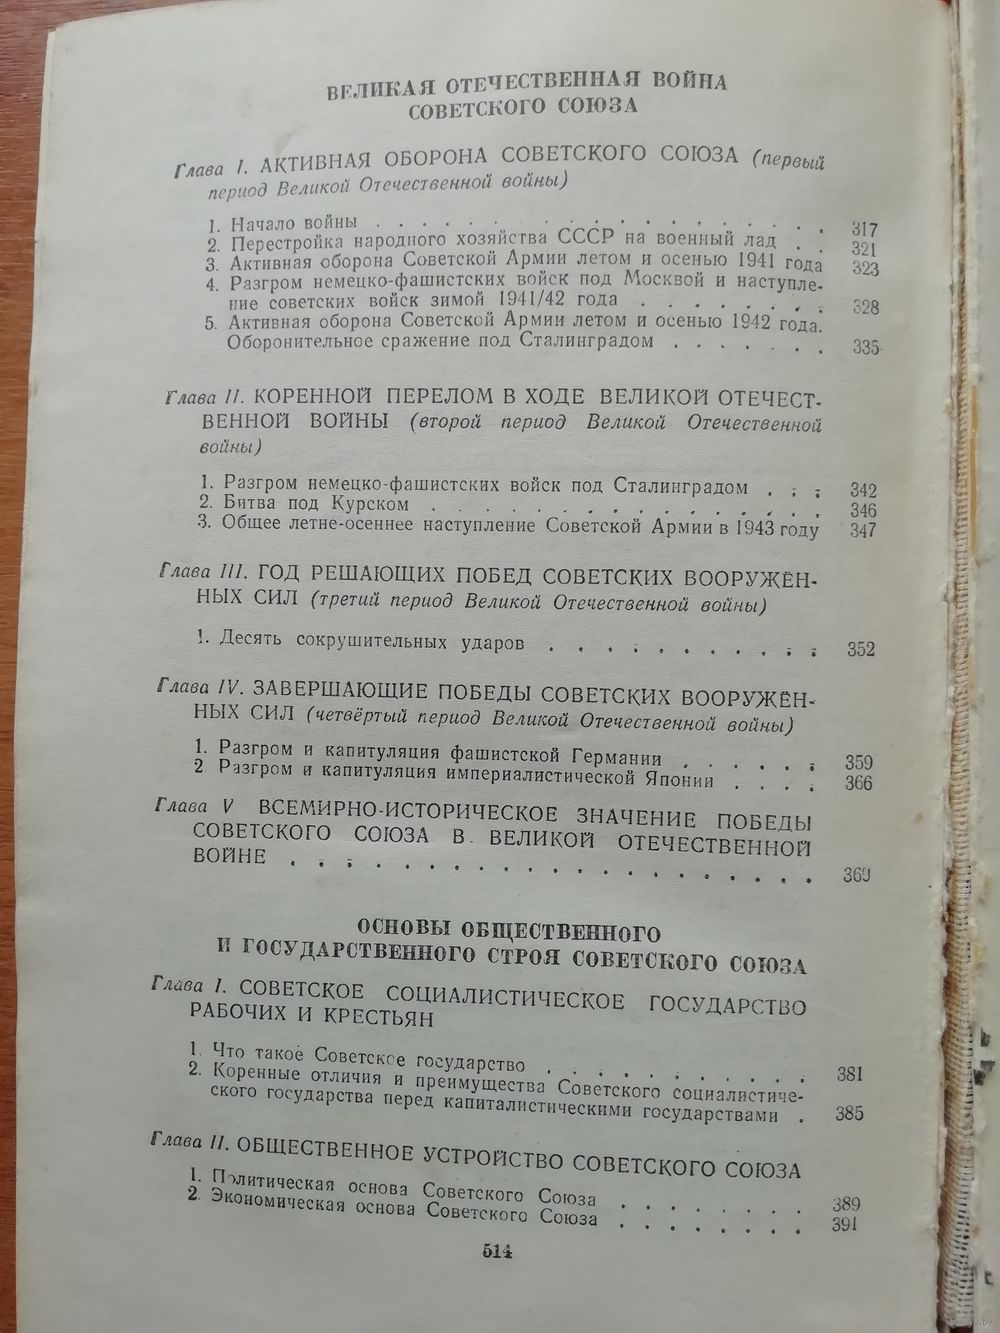 ВЕЛИКАЯ ОТЕЧЕСТВЕННАЯ ВОЙНА
СОВЕТСКОГО СОЮЗА
Глава I. АКТИВНАЯ ОБОРОНА СОВЕТСКОГО СОЮЗА (первый
период Великой Отечественной войны)
1. Начало войны . . . . . . . . . . . . . . . . 317
2. Перестройка народного хозяйства СССР на военный лад . . 321
3. Активная оборона Советской Армии летом и осенью 1941 года 323
4. Разгром немецко-фашистских войск под Москвой и наступле-
ние советских войск зимой 1941/42 года . . . . . . . . 328
5. Активная оборона Советской Армии летом и осенью 1942 года.
Оборонительное сражение под Сталинградом . . . . . . . 335
Глава II. КОРЕННОЙ ПЕРЕЛОМ В ХОДЕ ВЕЛИКОЙ ОТЕЧЕСТ-
ВЕННОЙ ВОЙНЫ (второй период Великой Отечественной
войны)
1. Разгром немецко-фашистских войск под Сталинградом . . . 342
2. Битва под Курском . . . . . . . . . . . . . . . 346
3. Общее летне-осеннее наступление Советской Армии в 1943 году 347
Глава III. ГОД РЕШАЮЩИХ ПОБЕД СОВЕТСКИХ ВООРУЖЁН-
НЫХ СИЛ (третий период Великой Отечественной войны)
1. Десять сокрушительных ударов . . . . . . . . . . . 352
Глава IV. ЗАВЕРШАЮЩИЕ ПОБЕДЫ СОВЕТСКИХ ВООРУЖЁН-
НЫХ СИЛ (четвёртый период Великой Отечественной войны)
1. Разгром и капитуляция фашистской Германии . . . . . . 359
2. Разгром и капитуляция империалистической Японии . . . . 366
Глава V ВСЕМИРНО-ИСТОРИЧЕСКОЕ ЗНАЧЕНИЕ ПОБЕДЫ
СОВЕТСКОГО СОЮЗА В ВЕЛИКОЙ ОТЕЧЕСТВЕННОЙ
ВОЙНЕ . . . . . . . . . . . . . . . . . . . 369
ОСНОВЫ ОБЩЕСТВЕННОГО
И ГОСУДАРСТВЕННОГО СТРОЯ СОВЕТСКОГО СОЮЗА
Глава I. СОВЕТСКОЕ СОЦИАЛИСТИЧЕСКОЕ ГОСУДАРСТВО
РАБОЧИХ И КРЕСТЬЯН
1. Что такое Советское государство . . . . . . . . . . 381
2. Коренные отличия и преимущества Советского социалистиче-
ского государства перед капиталистическими государствами . 385
Глава II. ОБЩЕСТВЕННОЕ УСТРОЙСТВО СОВЕТСКОГО СОЮЗА
1. Политическая основа Советского Союза . . . . . . . . 389
2. Экономическая основа Советского Союза . . . . . . . . 391
514